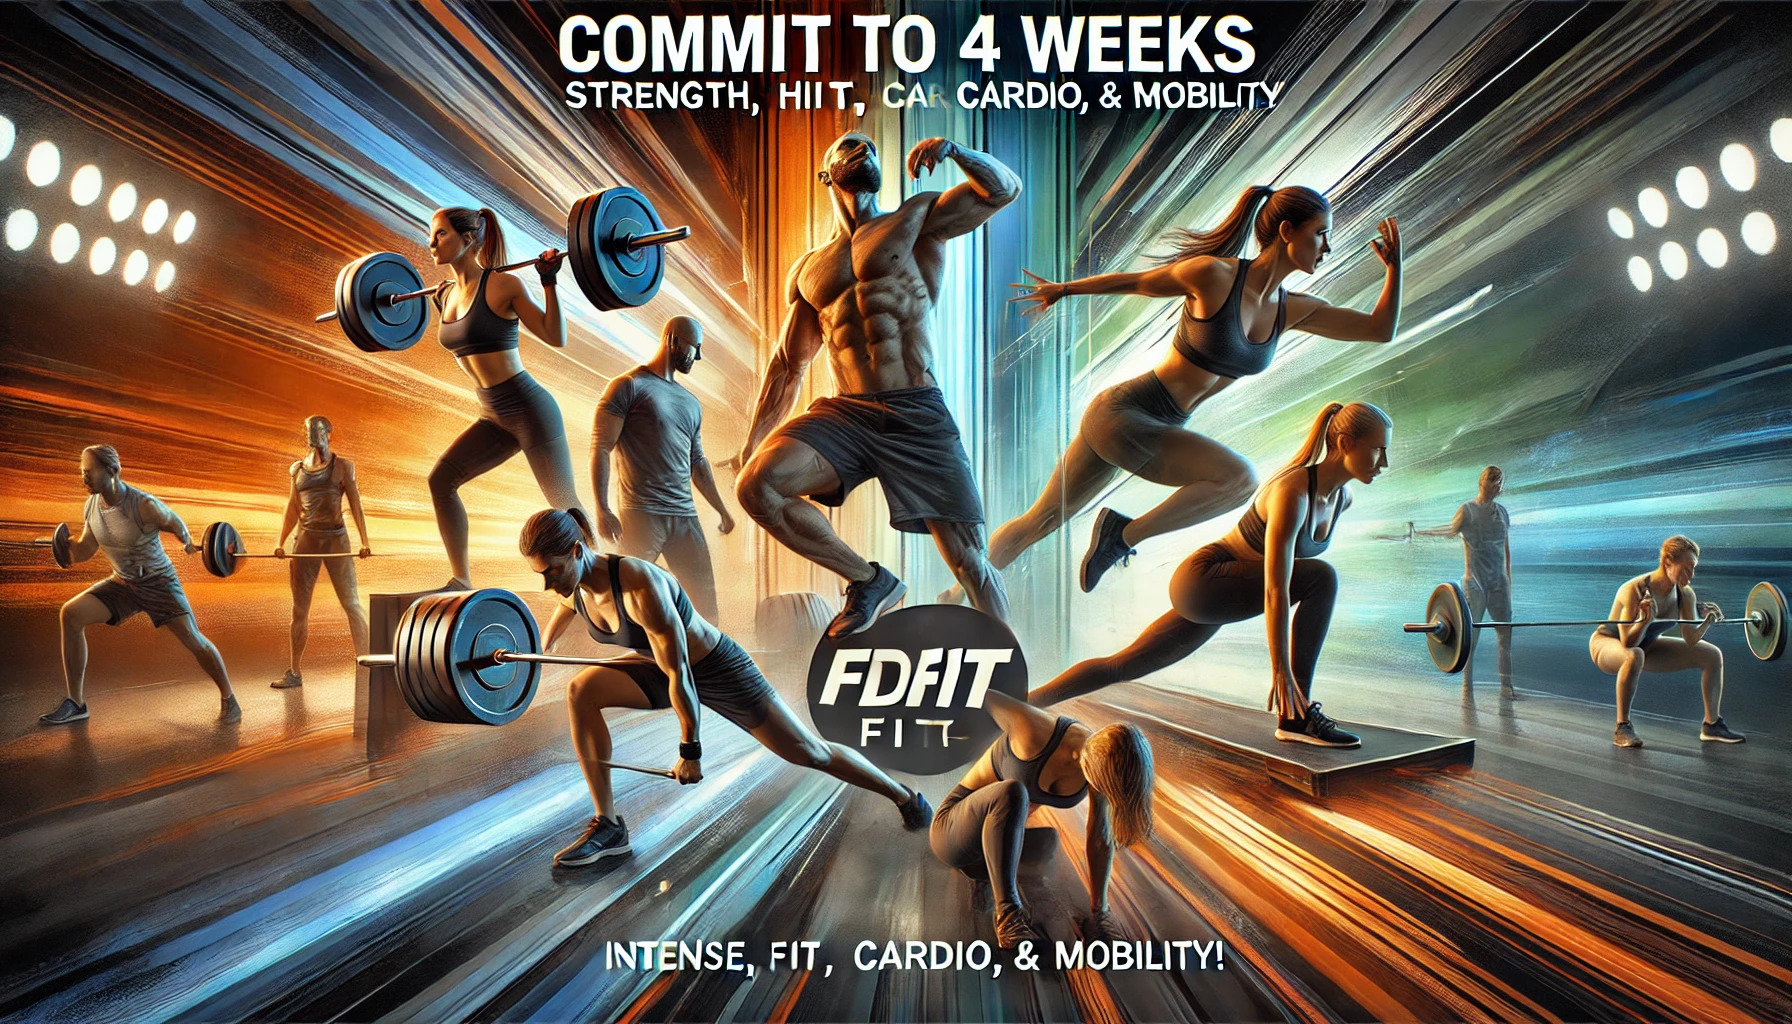 COMMIT TO 4 WEEKS
STRENGTH, HIIT, CAR CARDIO, & MOBILITY
FDFIT
FIT
INTENSE, FIT, CARDIO, & MOBILITY!